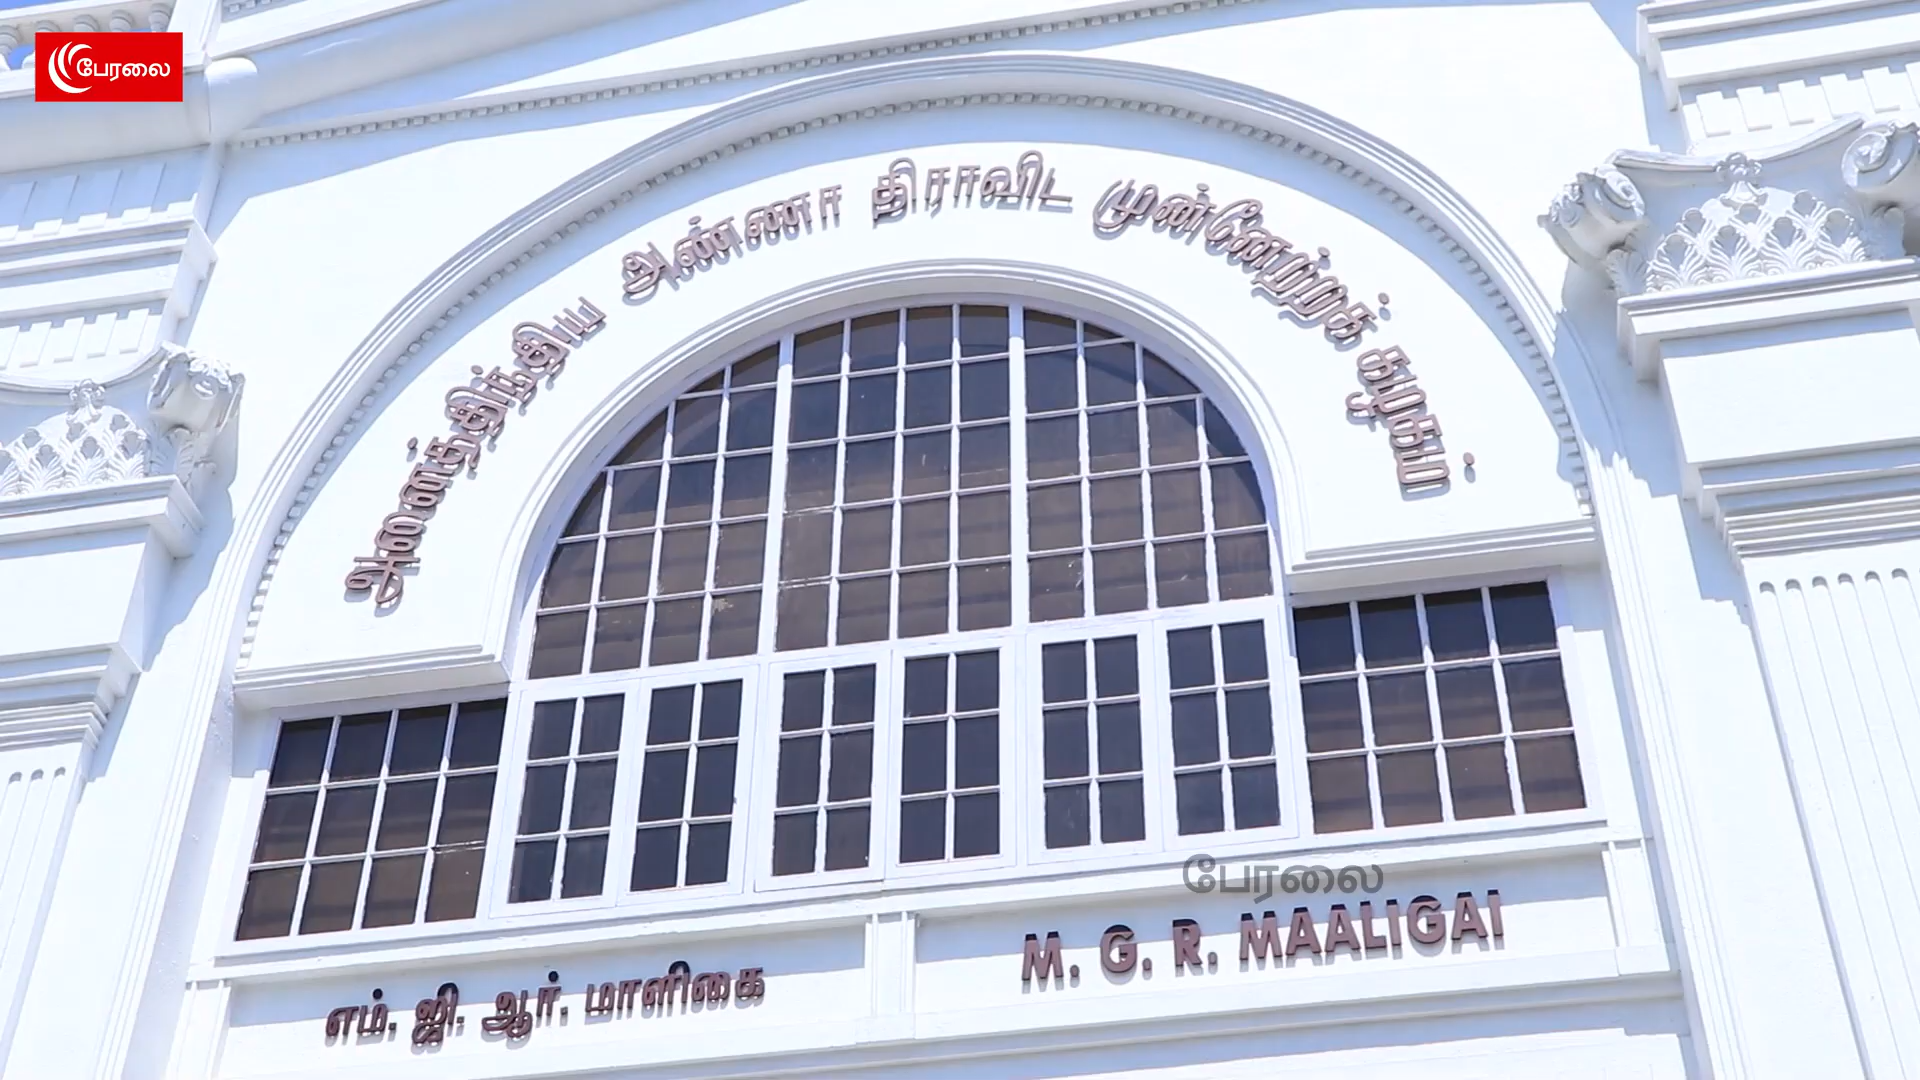 பேரலை
அனைத்திந்திய அண்ணா திராவிட முன்னேற்றக் கழகம்
பேரலை
எம். ஜி. ஆர். மாளிகை
M. G. R. MAALIGAI